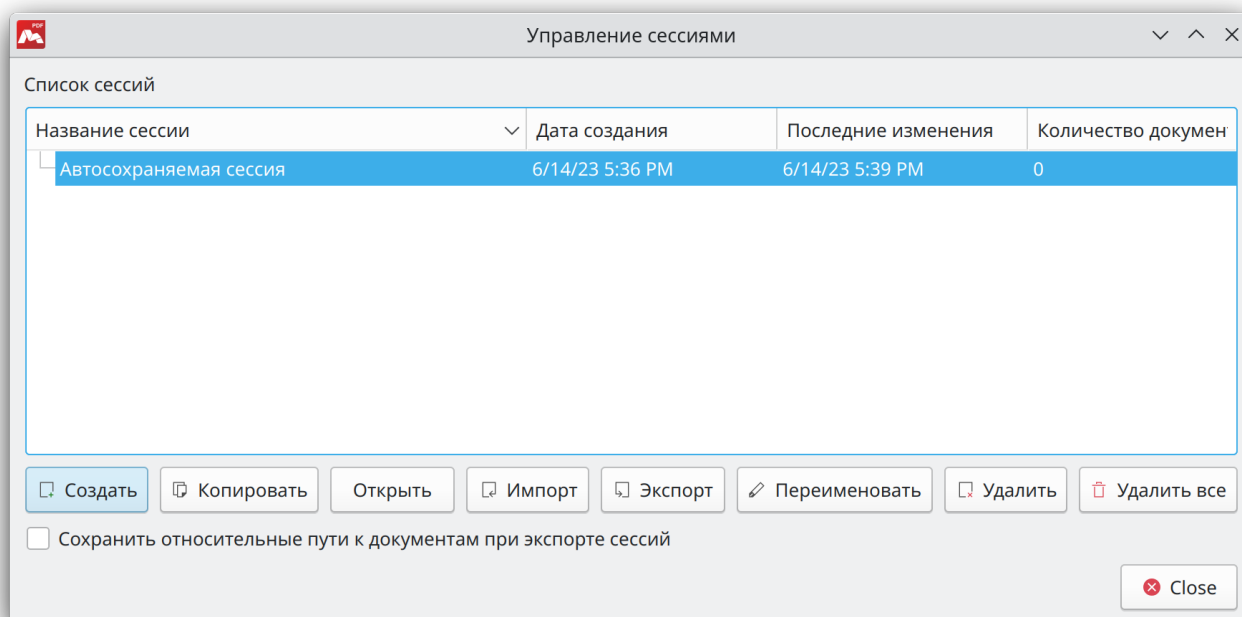 PDF
Управление сессиями
Список сессий
Название сессии Дата создания Последние изменения Количество докумен
Автосохраняемая сессия 6/14/23 5:36 PM 6/14/23 5:39 PM 0
Создать Копировать Открыть Импорт Экспорт Переименовать Удалить Удалить все
Сохранить относительные пути к документам при экспорте сессий
Close